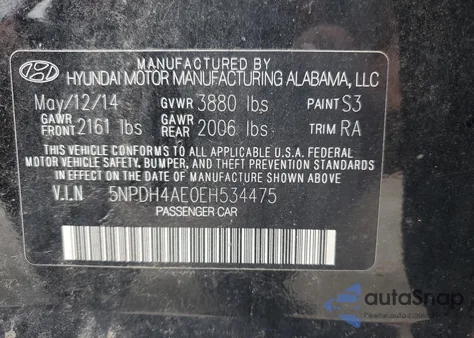 MANUFACTURED BY
HYUNDAI MOTOR MANUFACTURING ALABAMA, LLC
May/12/14 GVWR 3880 lbs PAINT S3
GAWR FRONT 2161 lbs GAWR REAR 2006 lbs TRIM RA
THIS VEHICLE CONFORMS TO ALL APPLICABLE U.S.A. FEDERAL
MOTOR VEHICLE SAFETY, BUMPER, AND THEFT PREVENTION STANDARDS
IN EFFECT ON THE DATE OF MANUFACTURE SHOWN ABOVE.
V.I.N 5NPDH4AE0EH534475
PASSENGER CAR
autoSnap